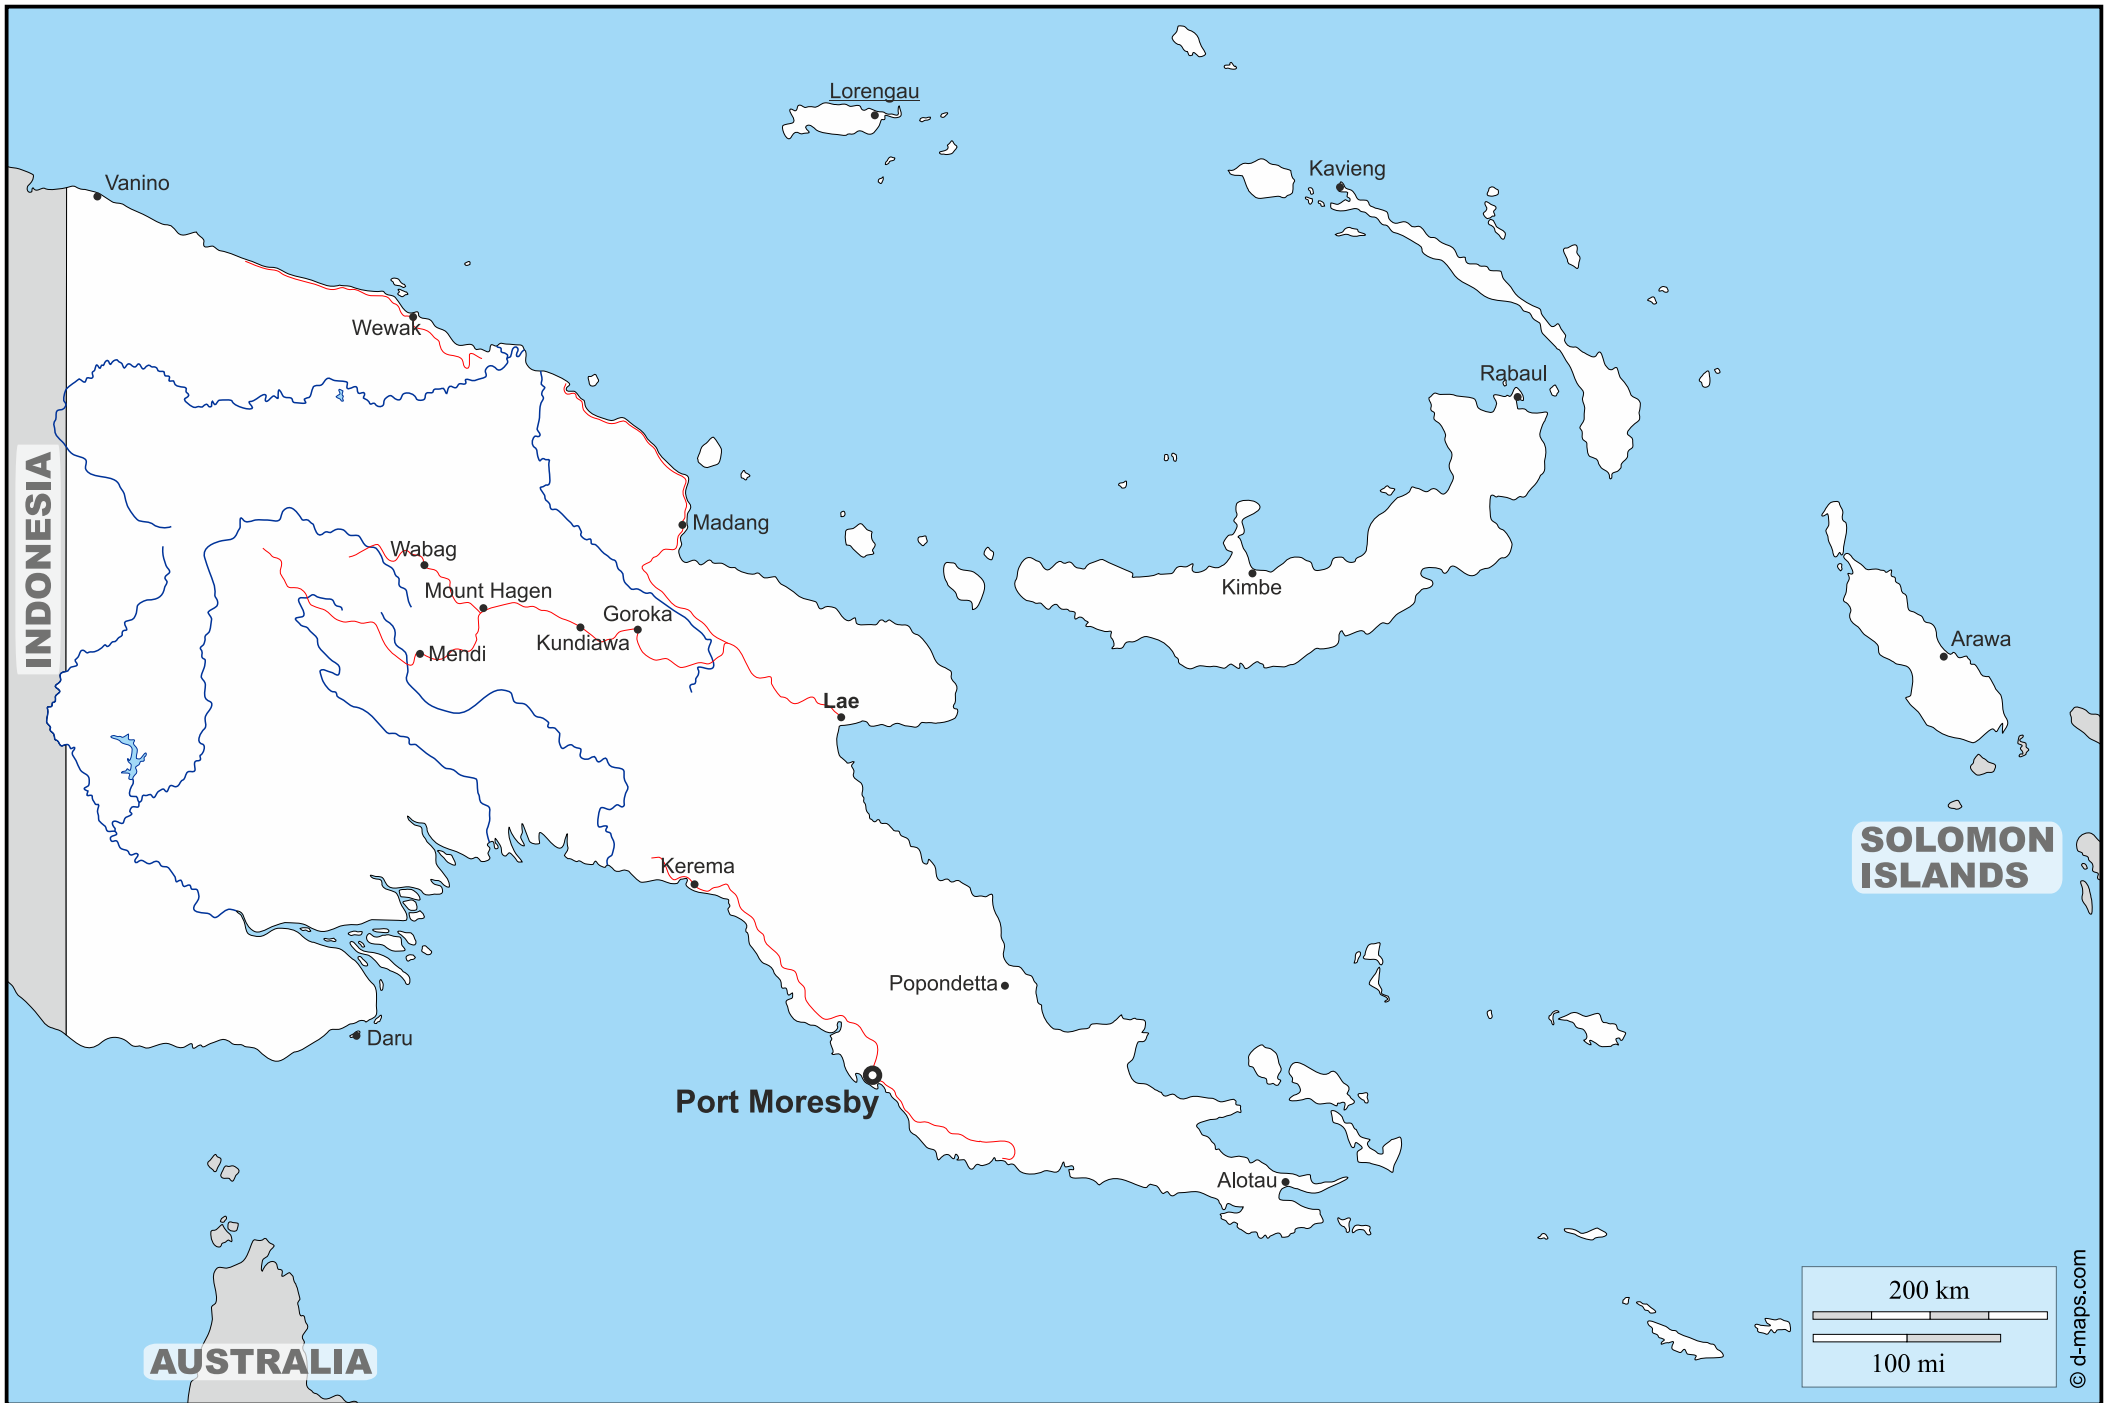 Lorengau
Kavieng
Vanino
Wewak
Rabaul
INDONESIA
Madang
Wabag
Mount Hagen
Kimbe
Goroka
Kundiawa
Mendi
Arawa
Lae
SOLOMON
ISLANDS
Kerema
Popondetta
Daru
Port Moresby
Alotau
AUSTRALIA
200 km
100 mi
© d-maps.com